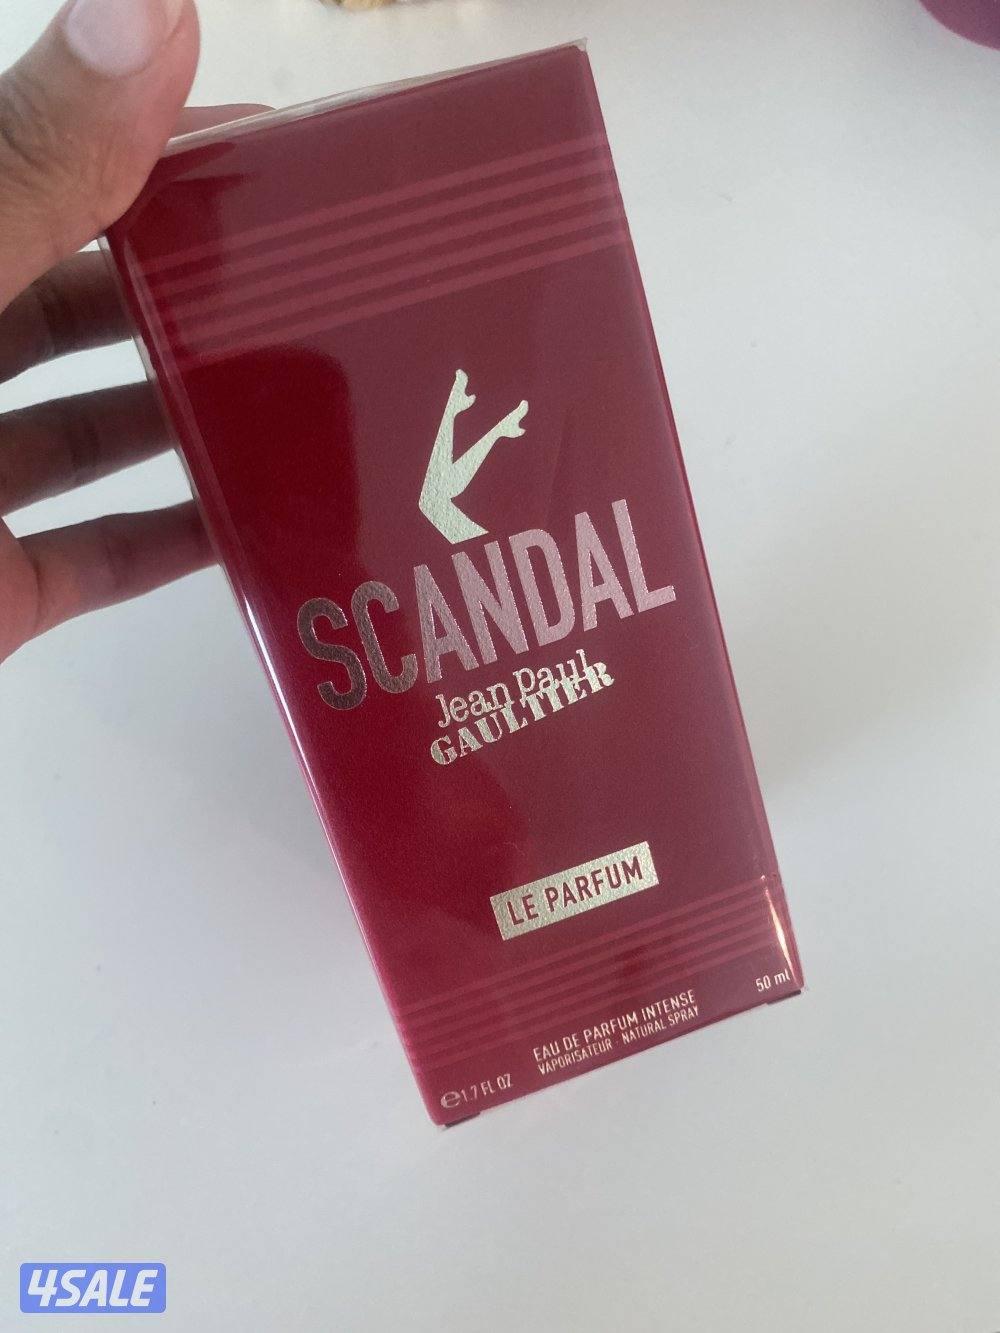 SCANDAL
Jean Paul
GAULTIER
LE PARFUM
50 ml
EAU DE PARFUM INTENSE
VAPORISATEUR · NATURAL SPRAY
℮1.7 FL OZ
4SALE